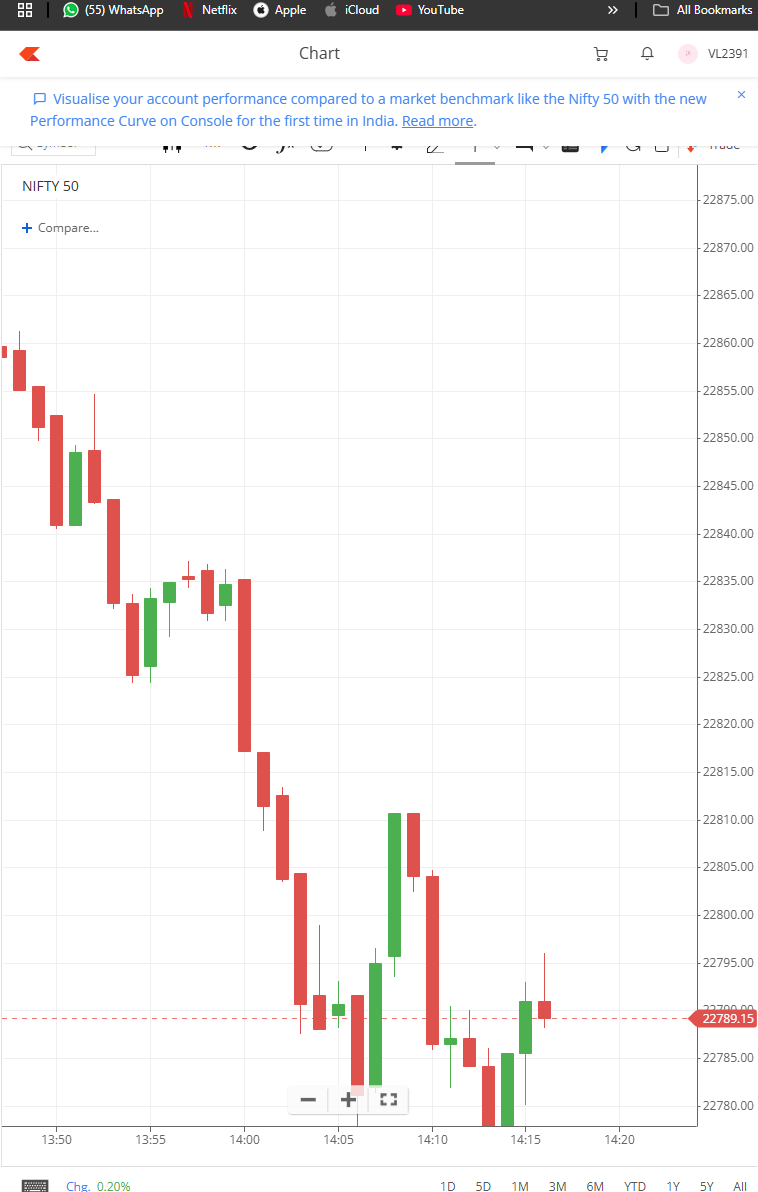 (55) WhatsApp Netflix Apple iCloud YouTube » All Bookmarks
Chart VL2391
Visualise your account performance compared to a market benchmark like the Nifty 50 with the new
Performance Curve on Console for the first time in India. Read more.
NIFTY 50
+ Compare...
22875.00
22870.00
22865.00
22860.00
22855.00
22850.00
22845.00
22840.00
22835.00
22830.00
22825.00
22820.00
22815.00
22810.00
22805.00
22800.00
22795.00
22789.15
22785.00
22780.00
13:50 13:55 14:00 14:05 14:10 14:15 14:20
Chg. 0.20% 1D 5D 1M 3M 6M YTD 1Y 5Y All